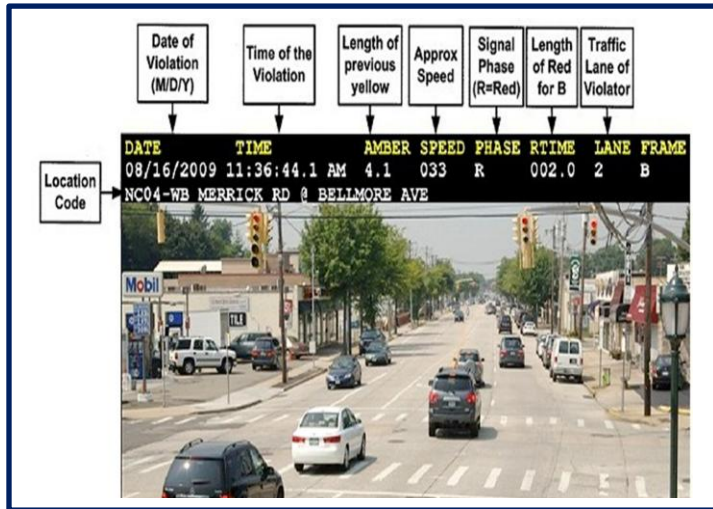 Date of
Violation
(M/D/Y)
Time of the
Violation
Length of
previous
yellow
Approx
Speed
Signal
Phase
(R=Red)
Length
of Red
for B
Traffic
Lane of
Violator
DATE TIME AMBER SPEED PHASE RTIME LANE FRAME
08/16/2009 11:36:44.1 AM 4.1 033 R 002.0 2 B
Location
Code
NC04-WB MERRICK RD @ BELLMORE AVE
Mobil
TILE